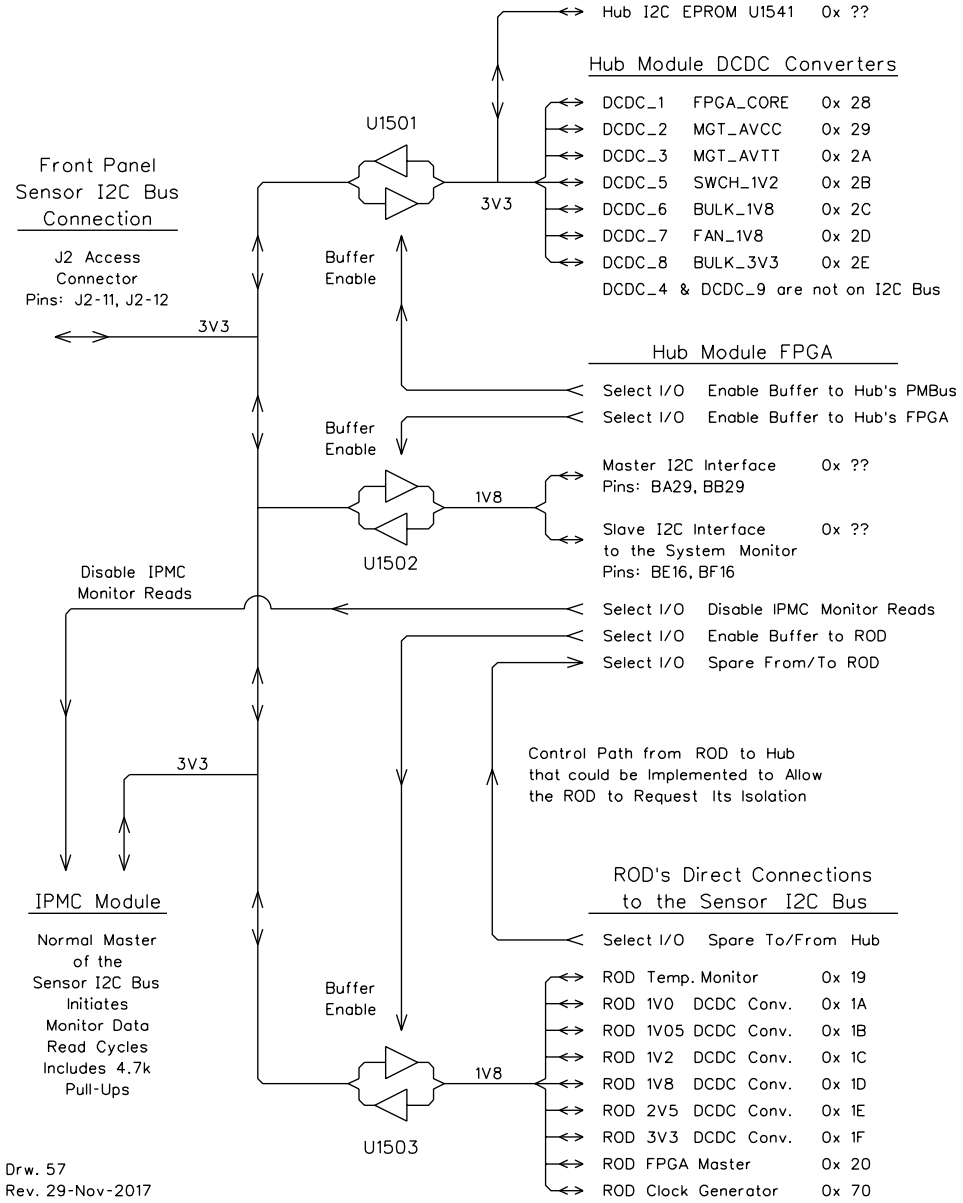 Hub I2C EPROM U1541 0x ??
Hub Module DCDC Converters
DCDC_1 FPGA_CORE 0x 28
DCDC_2 MGT_AVCC 0x 29
DCDC_3 MGT_AVTT 0x 2A
DCDC_5 SWCH_1V2 0x 2B
DCDC_6 BULK_1V8 0x 2C
DCDC_7 FAN_1V8 0x 2D
DCDC_8 BULK_3V3 0x 2E
DCDC_4 & DCDC_9 are not on I2C Bus
U1501
3V3
Buffer
Enable
Front Panel
Sensor I2C Bus
Connection
J2 Access
Connector
Pins: J2-11, J2-12
3V3
Hub Module FPGA
Select I/O Enable Buffer to Hub's PMBus
Select I/O Enable Buffer to Hub's FPGA
Buffer
Enable
Master I2C Interface 0x ??
Pins: BA29, BB29
1V8
Slave I2C Interface 0x ??
to the System Monitor
Pins: BE16, BF16
U1502
Disable IPMC
Monitor Reads
Select I/O Disable IPMC Monitor Reads
Select I/O Enable Buffer to ROD
Select I/O Spare From/To ROD
3V3
Control Path from ROD to Hub
that could be Implemented to Allow
the ROD to Request Its Isolation
IPMC Module
Normal Master
of the
Sensor I2C Bus
Initiates
Monitor Data
Read Cycles
Includes 4.7k
Pull-Ups
ROD's Direct Connections
to the Sensor I2C Bus
Select I/O Spare To/From Hub
Buffer
Enable
ROD Temp. Monitor 0x 19
ROD 1V0 DCDC Conv. 0x 1A
ROD 1V05 DCDC Conv. 0x 1B
ROD 1V2 DCDC Conv. 0x 1C
ROD 1V8 DCDC Conv. 0x 1D
ROD 2V5 DCDC Conv. 0x 1E
ROD 3V3 DCDC Conv. 0x 1F
ROD FPGA Master 0x 20
ROD Clock Generator 0x 70
1V8
U1503
Drw. 57
Rev. 29-Nov-2017